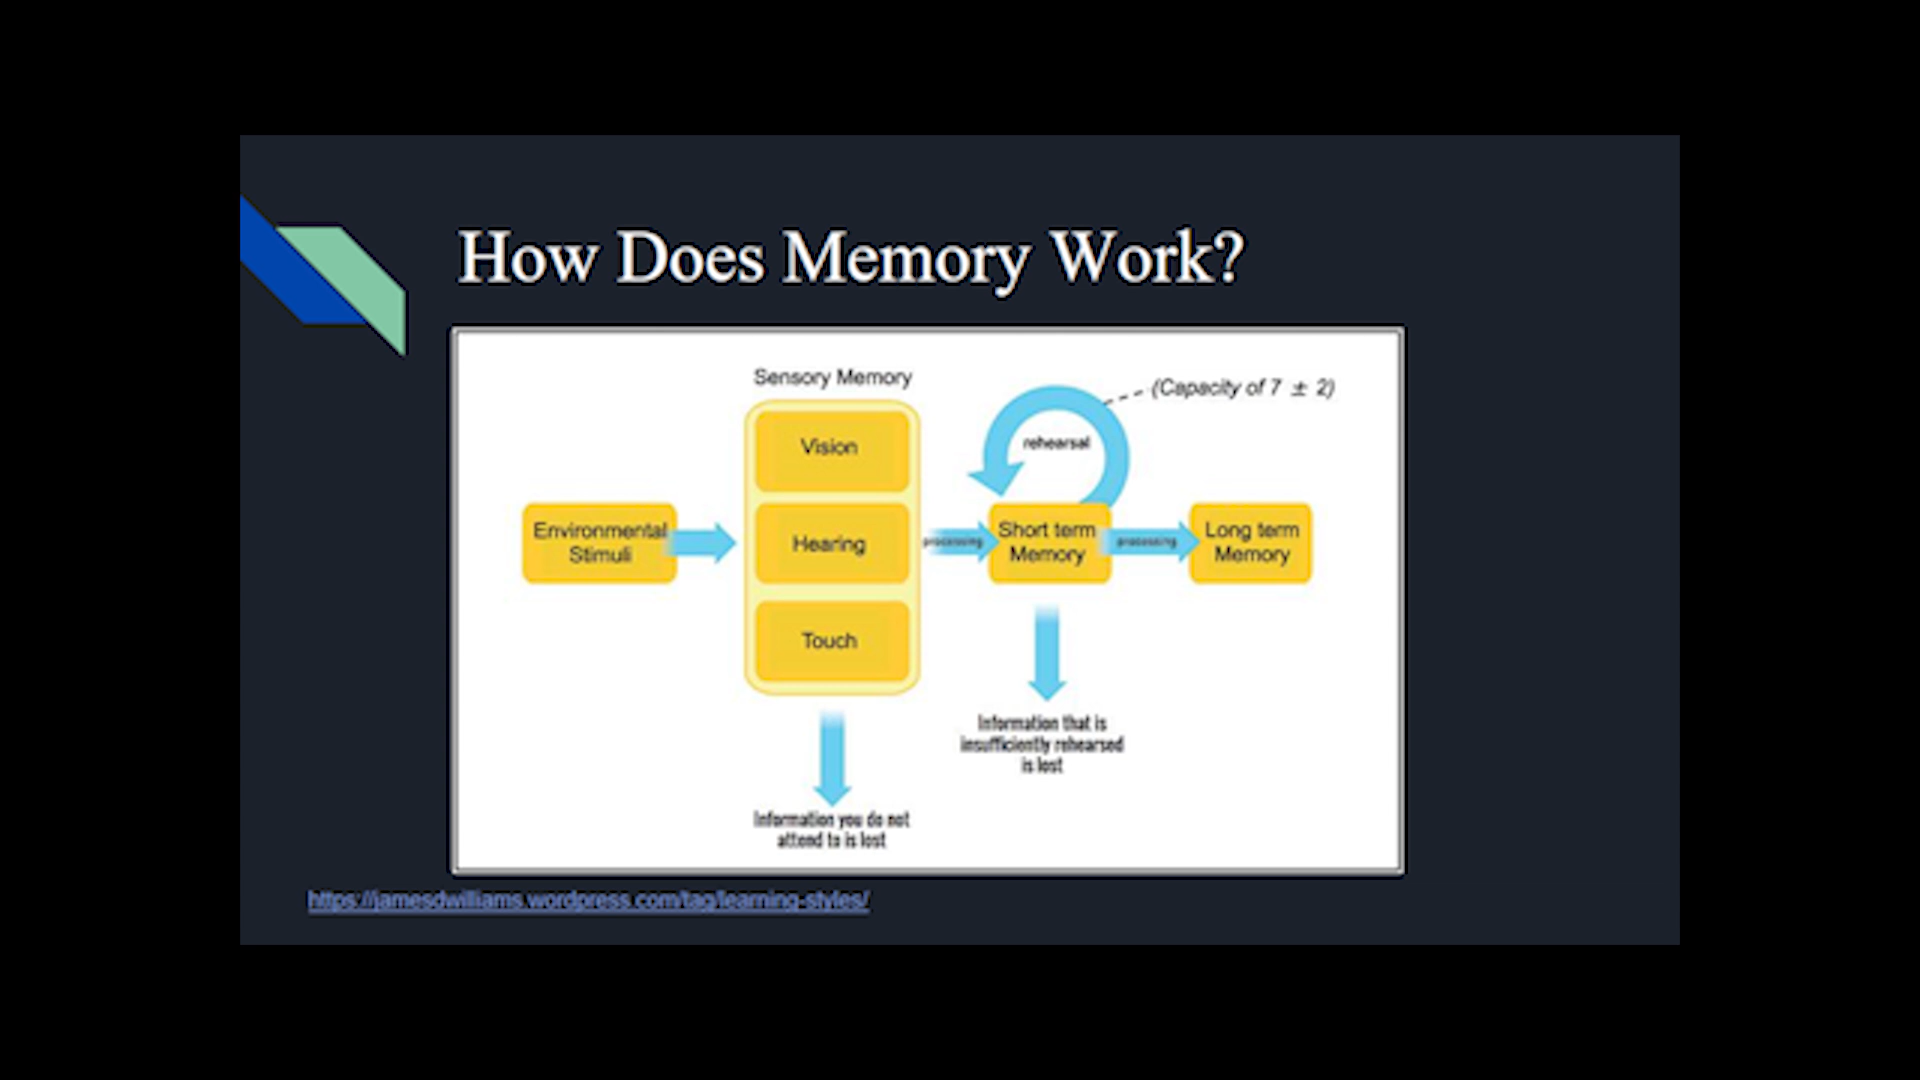 How Does Memory Work?
Sensory Memory
(Capacity of 7 ± 2)
Vision
rehearsal
Environmental
Stimuli
Hearing
processing
Short term
Memory
processing
Long term
Memory
Touch
Information that is
insufficiently rehearsed
is lost
Information you do not
attend to is lost
https://jamesdwilliams.wordpress.com/tag/learning-styles/